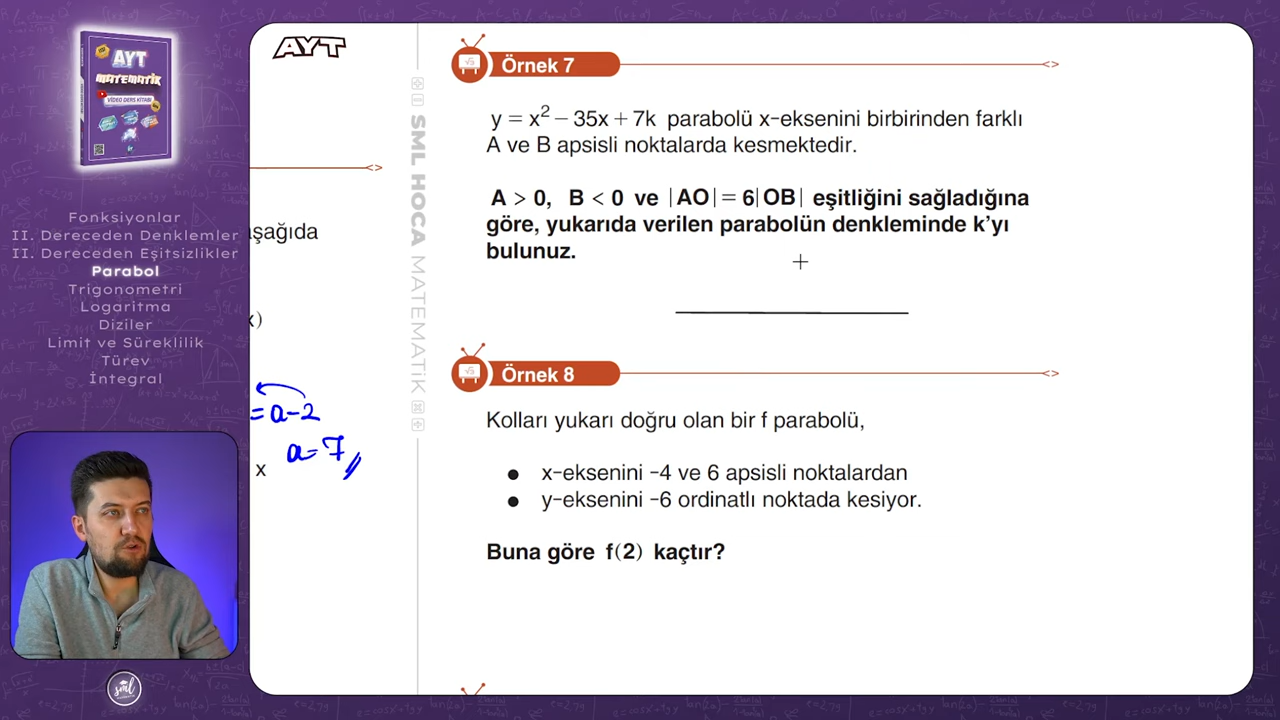 AYT
AYT
MATEMATİK
VİDEO DERS KİTABI
Fonksiyonlar
II. Dereceden Denklemler
II. Dereceden Eşitsizlikler
Parabol
Trigonometri
Logaritma
Diziler
Limit ve Süreklilik
Türev
İntegral
sml
şağıda
x)
= a-2
a = 7
x
SML HOCA MATEMATİK
Örnek 7
y = x² − 35x + 7k parabolü x-eksenini birbirinden farklı
A ve B apsisli noktalarda kesmektedir.
A > 0, B < 0 ve |AO| = 6|OB| eşitliğini sağladığına
göre, yukarıda verilen parabolün denkleminde k’yı
bulunuz.
Örnek 8
Kolları yukarı doğru olan bir f parabolü,
● x-eksenini -4 ve 6 apsisli noktalardan
● y-eksenini -6 ordinatlı noktada kesiyor.
Buna göre f(2) kaçtır?